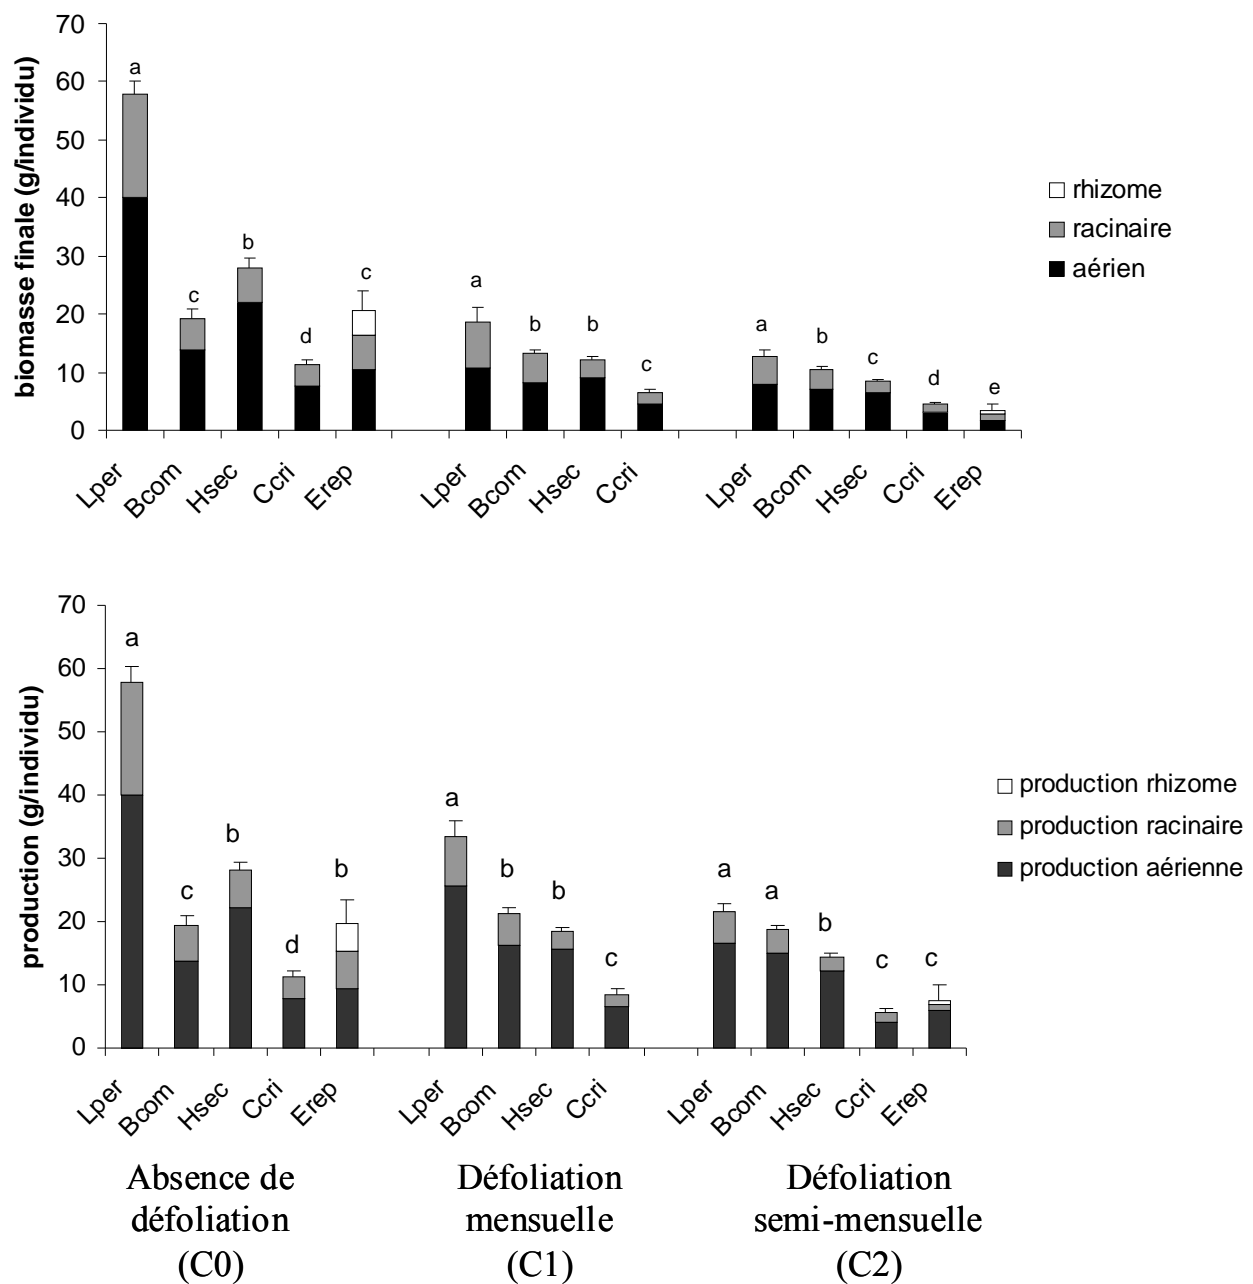 biomasse finale (g/individu)
70
60
50
40
30
20
10
0
a
c
b
d
c
a
b
b
c
a
b
c
d
e
Lper
Bcom
Hsec
Ccri
Erep
Lper
Bcom
Hsec
Ccri
Lper
Bcom
Hsec
Ccri
Erep
rhizome
racinaire
aérien
production (g/individu)
70
60
50
40
30
20
10
0
a
c
b
d
b
a
b
b
c
a
a
b
c
c
Lper
Bcom
Hsec
Ccri
Erep
Lper
Bcom
Hsec
Ccri
Lper
Bcom
Hsec
Ccri
Erep
production rhizome
production racinaire
production aérienne
Absence de
défoliation
(C0)
Défoliation
mensuelle
(C1)
Défoliation
semi-mensuelle
(C2)